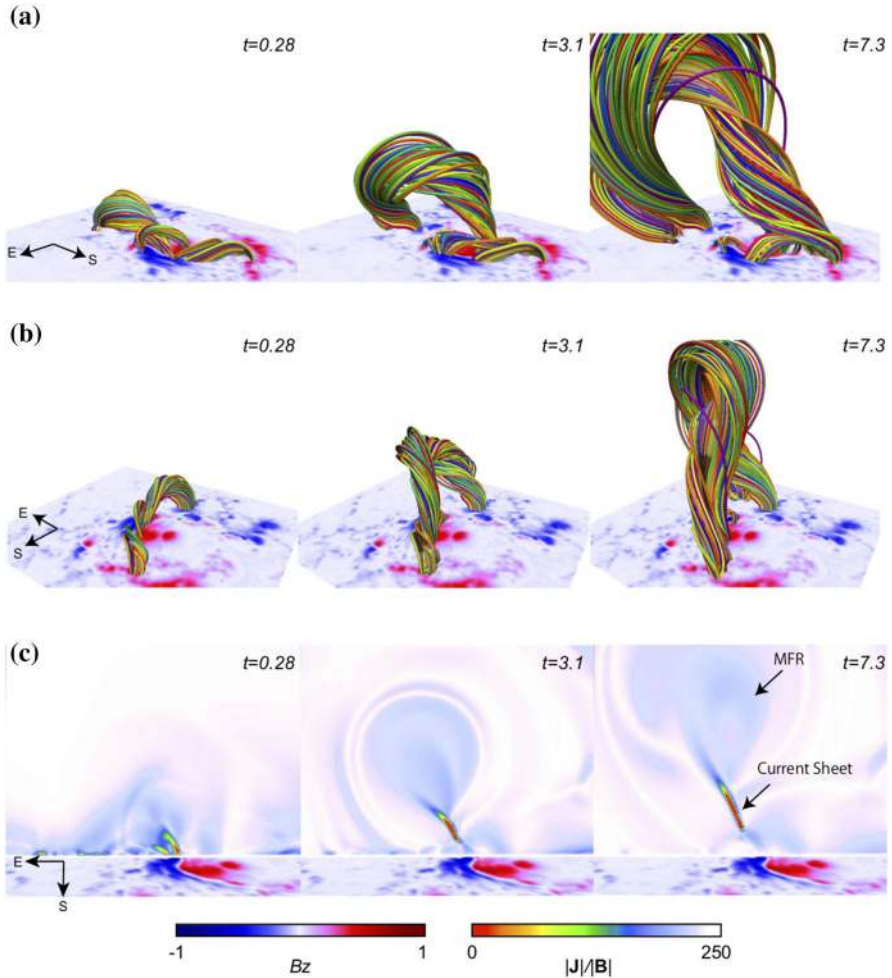 (a)
t=0.28
t=3.1
t=7.3
E
S
(b)
t=0.28
t=3.1
t=7.3
E
S
(c)
t=0.28
t=3.1
t=7.3
MFR
Current Sheet
E
S
-1
1
0
250
Bz
|J|/|B|